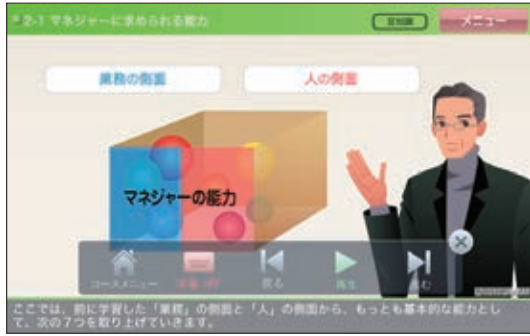 2-1 マネジャーに求められる能力
豆知識
メニュー
業務の側面
人の側面
マネジャーの能力
コースメニュー
戻る
再生
進む
ここでは、前に学習した「業務」の側面と「人」の側面から、もっとも基本的な能力とし
て、次の7つを取り上げていきます。